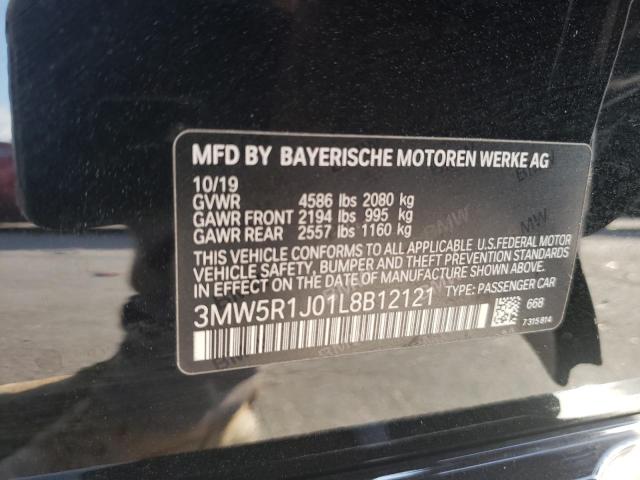 MFD BY BAYERISCHE MOTOREN WERKE AG
10/19
GVWR 4586 lbs 2080 kg
GAWR FRONT 2194 lbs 995 kg
GAWR REAR 2557 lbs 1160 kg
THIS VEHICLE CONFORMS TO ALL APPLICABLE U.S.FEDERAL MOTOR
VEHICLE SAFETY, BUMPER AND THEFT PREVENTION STANDARDS
IN EFFECT ON THE DATE OF MANUFACTURE SHOWN ABOVE.
3MW5R1J01L8B12121 TYPE: PASSENGER CAR
668
7315814